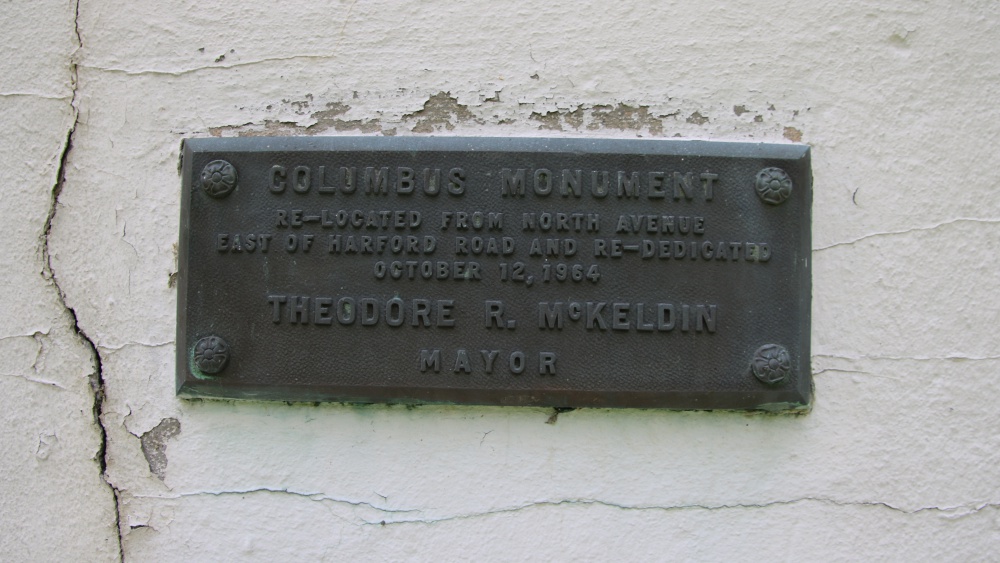 COLUMBUS MONUMENT
RE-LOCATED FROM NORTH AVENUE
EAST OF HARFORD ROAD AND RE-DEDICATED
OCTOBER 12, 1964
THEODORE R. McKELDIN
MAYOR